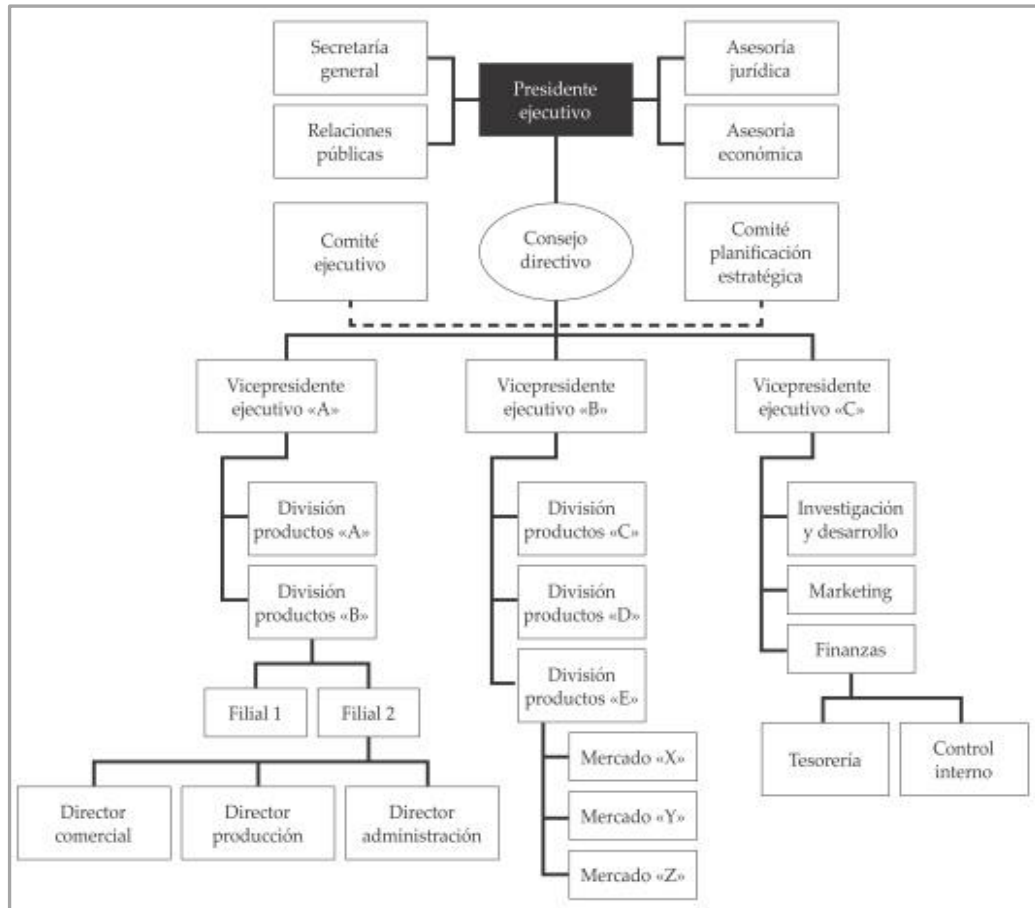 Secretaría
general
Relaciones
públicas
Presidente
ejecutivo
Asesoría
jurídica
Asesoría
económica
Comité
ejecutivo
Consejo
directivo
Comité
planificación
estratégica
Vicepresidente
ejecutivo «A»
Vicepresidente
ejecutivo «B»
Vicepresidente
ejecutivo «C»
División
productos «A»
División
productos «B»
Filial 1
Filial 2
Director
comercial
Director
producción
Director
administración
División
productos «C»
División
productos «D»
División
productos «E»
Mercado «X»
Mercado «Y»
Mercado «Z»
Investigación
y desarrollo
Marketing
Finanzas
Tesorería
Control
interno